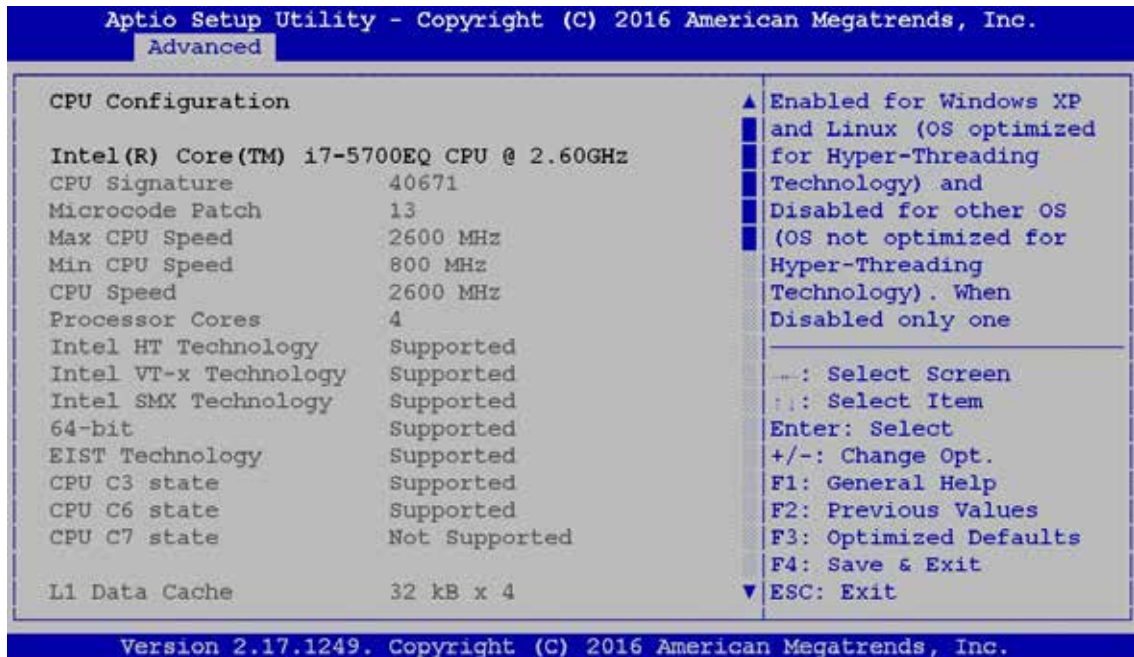 Aptio Setup Utility - Copyright (C) 2016 American Megatrends, Inc.
Advanced
CPU Configuration
Intel(R) Core(TM) i7-5700EQ CPU @ 2.60GHz
CPU Signature 40671
Microcode Patch 13
Max CPU Speed 2600 MHz
Min CPU Speed 800 MHz
CPU Speed 2600 MHz
Processor Cores 4
Intel HT Technology Supported
Intel VT-x Technology Supported
Intel SMX Technology Supported
64-bit Supported
EIST Technology Supported
CPU C3 state Supported
CPU C6 state Supported
CPU C7 state Not Supported
L1 Data Cache 32 kB x 4
Enabled for Windows XP
and Linux (OS optimized
for Hyper-Threading
Technology) and
Disabled for other OS
(OS not optimized for
Hyper-Threading
Technology). When
Disabled only one
: Select Screen
↑↓: Select Item
Enter: Select
+/-: Change Opt.
F1: General Help
F2: Previous Values
F3: Optimized Defaults
F4: Save & Exit
ESC: Exit
Version 2.17.1249. Copyright (C) 2016 American Megatrends, Inc.